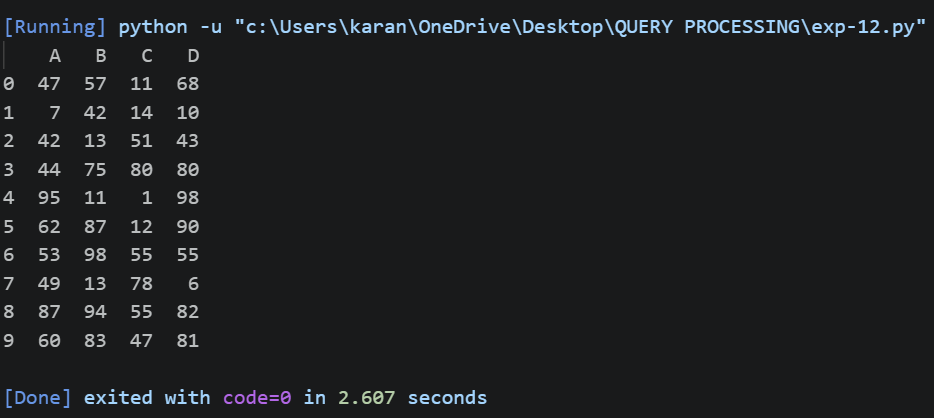 [Running] python -u "c:\Users\karan\OneDrive\Desktop\QUERY PROCESSING\exp-12.py"
    A   B   C   D
0  47  57  11  68
1   7  42  14  10
2  42  13  51  43
3  44  75  80  80
4  95  11   1  98
5  62  87  12  90
6  53  98  55  55
7  49  13  78   6
8  87  94  55  82
9  60  83  47  81
[Done] exited with code=0 in 2.607 seconds